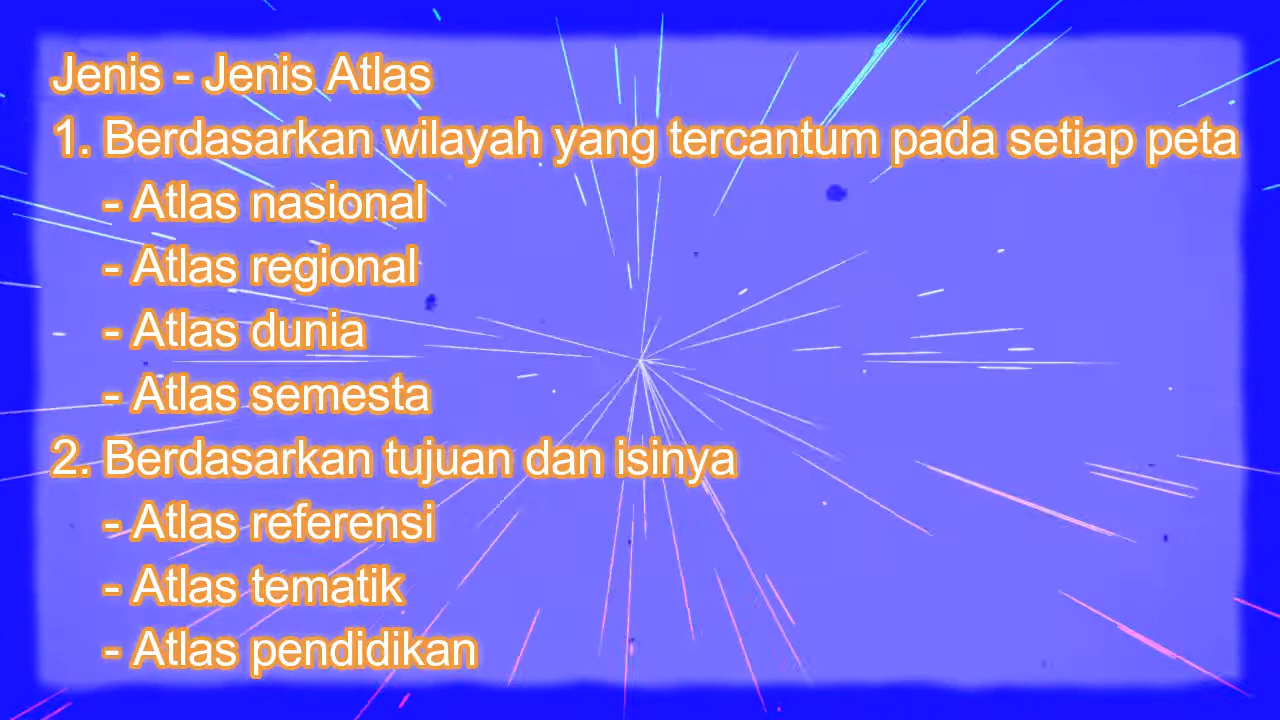 Jenis - Jenis Atlas
1. Berdasarkan wilayah yang tercantum pada setiap peta
- Atlas nasional
- Atlas regional
- Atlas dunia
- Atlas semesta
2. Berdasarkan tujuan dan isinya
- Atlas referensi
- Atlas tematik
- Atlas pendidikan